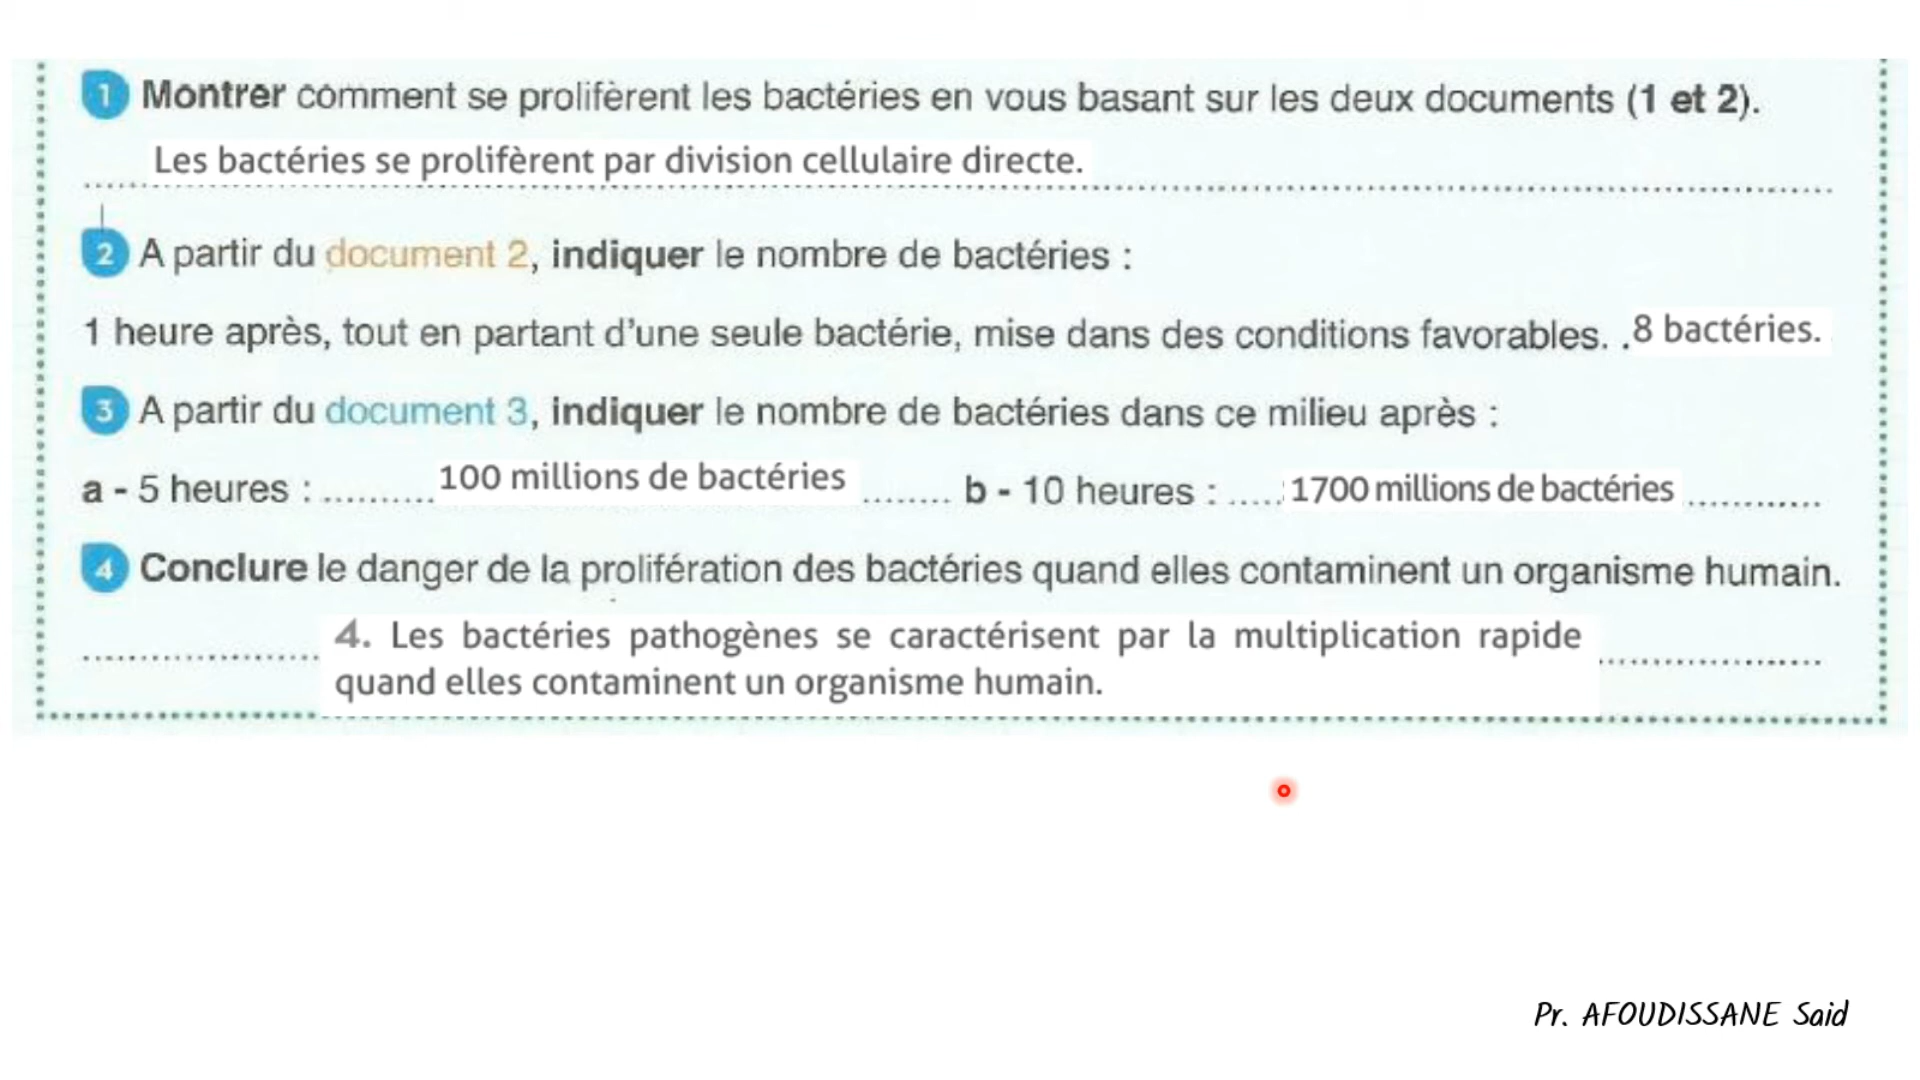 1 Montrer comment se prolifèrent les bactéries en vous basant sur les deux documents (1 et 2).
Les bactéries se prolifèrent par division cellulaire directe.
2 A partir du document 2, indiquer le nombre de bactéries :
1 heure après, tout en partant d'une seule bactérie, mise dans des conditions favorables. .8 bactéries.
3 A partir du document 3, indiquer le nombre de bactéries dans ce milieu après :
a - 5 heures : .......... 100 millions de bactéries ........ b - 10 heures : ..... 1700 millions de bactéries ............
4 Conclure le danger de la prolifération des bactéries quand elles contaminent un organisme humain.
4. Les bactéries pathogènes se caractérisent par la multiplication rapide
quand elles contaminent un organisme humain.
Pr. AFOUDISSANE Said